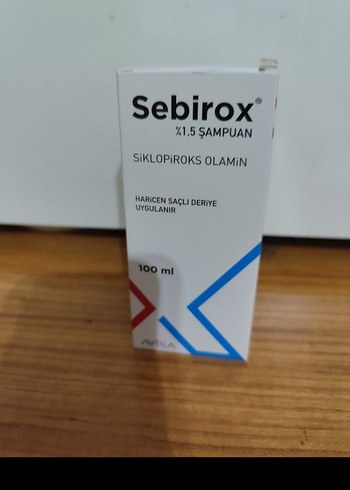 Sebirox®
%1.5 ŞAMPUAN
SİKLOPİROKS OLAMİN
HARİCEN SAÇLI DERİYE
UYGULANIR
100 ml